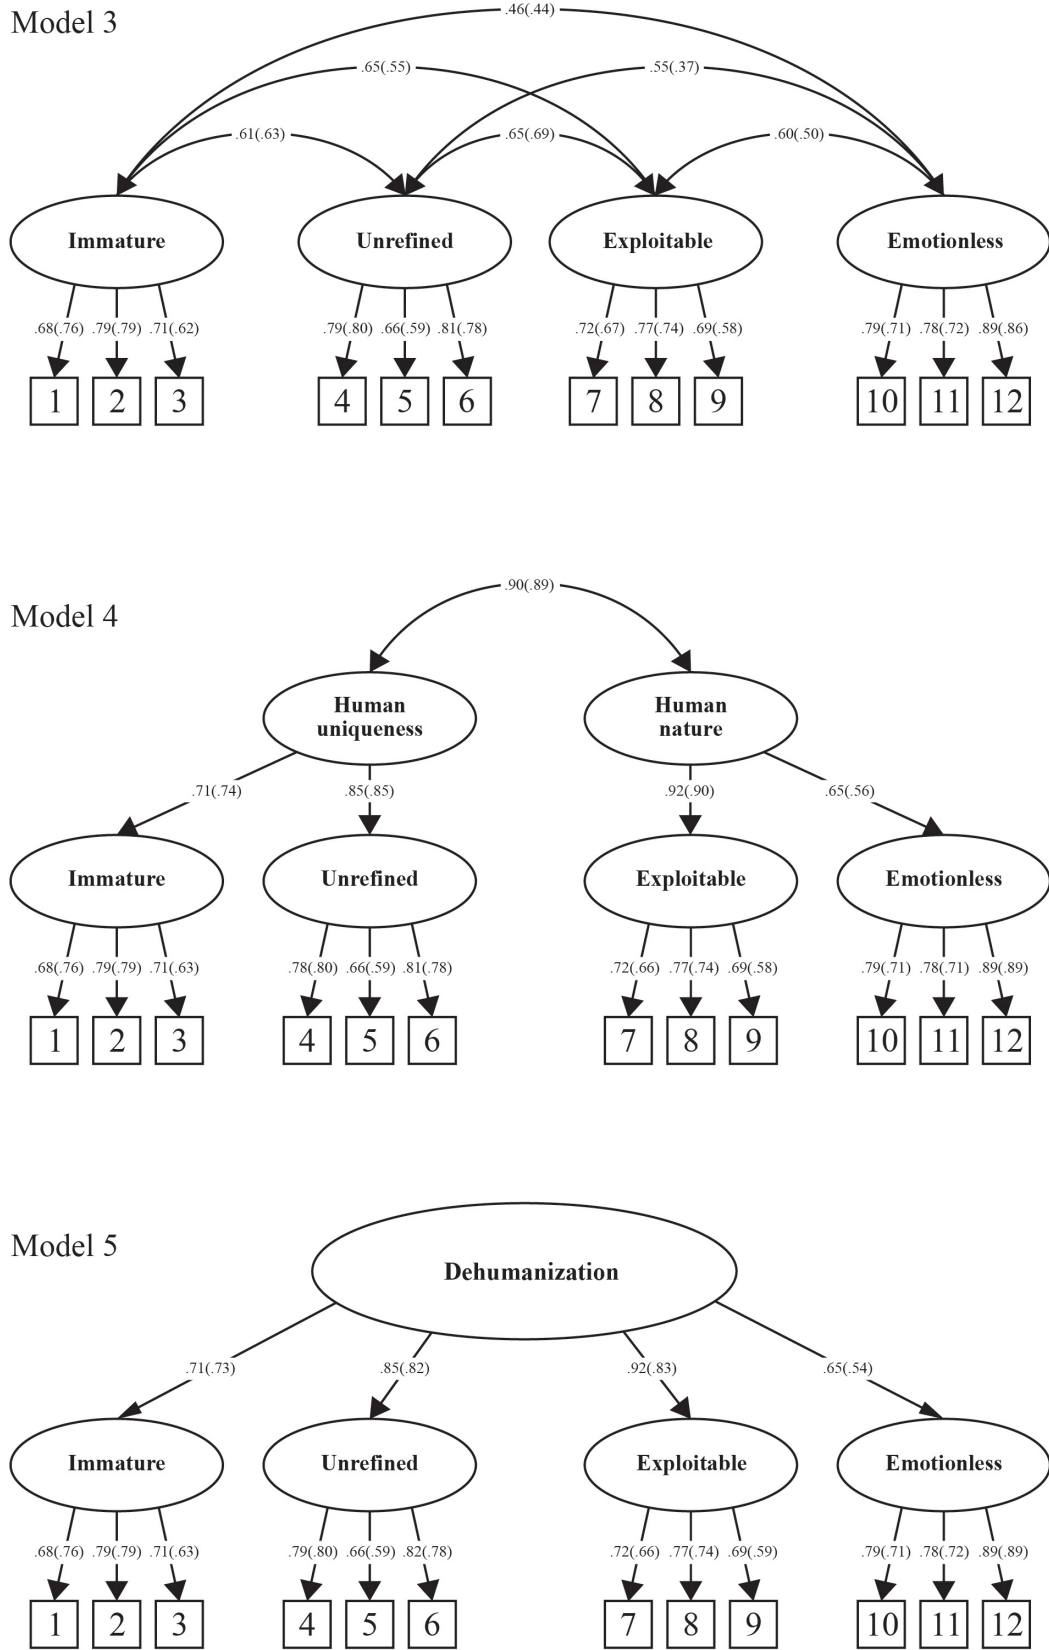 Model 3
.46(.44)
.65(.55) .55(.37)
.61(.63) .65(.69) .60(.50)
Immature Unrefined Exploitable Emotionless
.68(.76) .79(.79) .71(.62) .79(.80) .66(.59) .81(.78) .72(.67) .77(.74) .69(.58) .79(.71) .78(.72) .89(.86)
1 2 3 4 5 6 7 8 9 10 11 12
Model 4
.90(.89)
Human uniqueness
Human nature
.71(.74) .85(.85) .92(.90) .65(.56)
Immature Unrefined Exploitable Emotionless
.68(.76) .79(.79) .71(.63) .78(.80) .66(.59) .81(.78) .72(.66) .77(.74) .69(.58) .79(.71) .78(.71) .89(.89)
1 2 3 4 5 6 7 8 9 10 11 12
Model 5
Dehumanization
.71(.73) .85(.82) .92(.83) .65(.54)
Immature Unrefined Exploitable Emotionless
.68(.76) .79(.79) .71(.63) .79(.80) .66(.59) .82(.78) .72(.66) .77(.74) .69(.59) .79(.71) .78(.72) .89(.89)
1 2 3 4 5 6 7 8 9 10 11 12